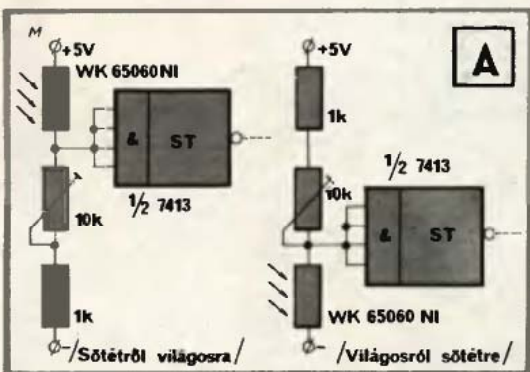 M
+5V
WK 65060 NI
& ST
1/2 7413
10k
1k
-
/Sötétről világosra/
+5V
A
1k
1/2 7413
10k
& ST
WK 65060 NI
-
/Világosról sötétre/